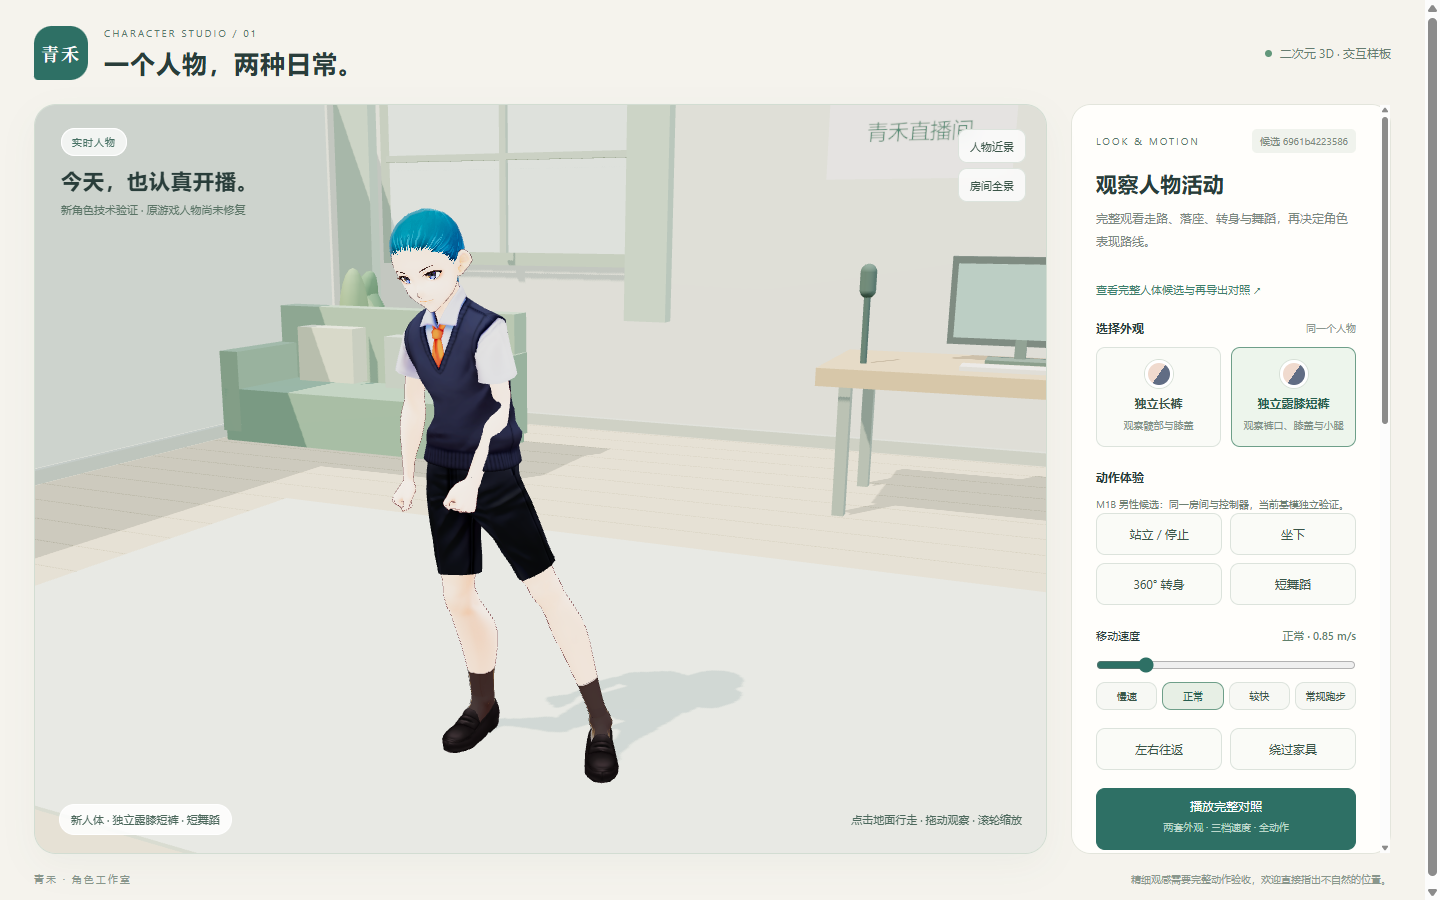 青禾
CHARACTER STUDIO / 01
一个人物，两种日常。
二次元 3D · 交互样板
实时人物
今天，也认真开播。
新角色技术验证 · 原游戏人物尚未修复
青禾直播间
人物近景
房间全景
新人体 · 独立露膝短裤 · 短舞蹈
点击地面行走 · 拖动观察 · 滚轮缩放
LOOK & MOTION
候选 6961b4223586
观察人物活动
完整观看走路、落座、转身与舞蹈，再决定角色
表现路线。
查看完整人体候选与再导出对照 ↗
选择外观
同一个人物
独立长裤
观察髋部与膝盖
独立露膝短裤
观察裤口、膝盖与小腿
动作体验
M1B 男性候选：同一房间与控制器，当前基模独立验证。
站立 / 停止
坐下
360° 转身
短舞蹈
移动速度
正常 · 0.85 m/s
慢速
正常
较快
常规跑步
左右往返
绕过家具
播放完整对照
两套外观 · 三档速度 · 全动作
青禾 · 角色工作室
精细观感需要完整动作验收，欢迎直接指出不自然的位置。